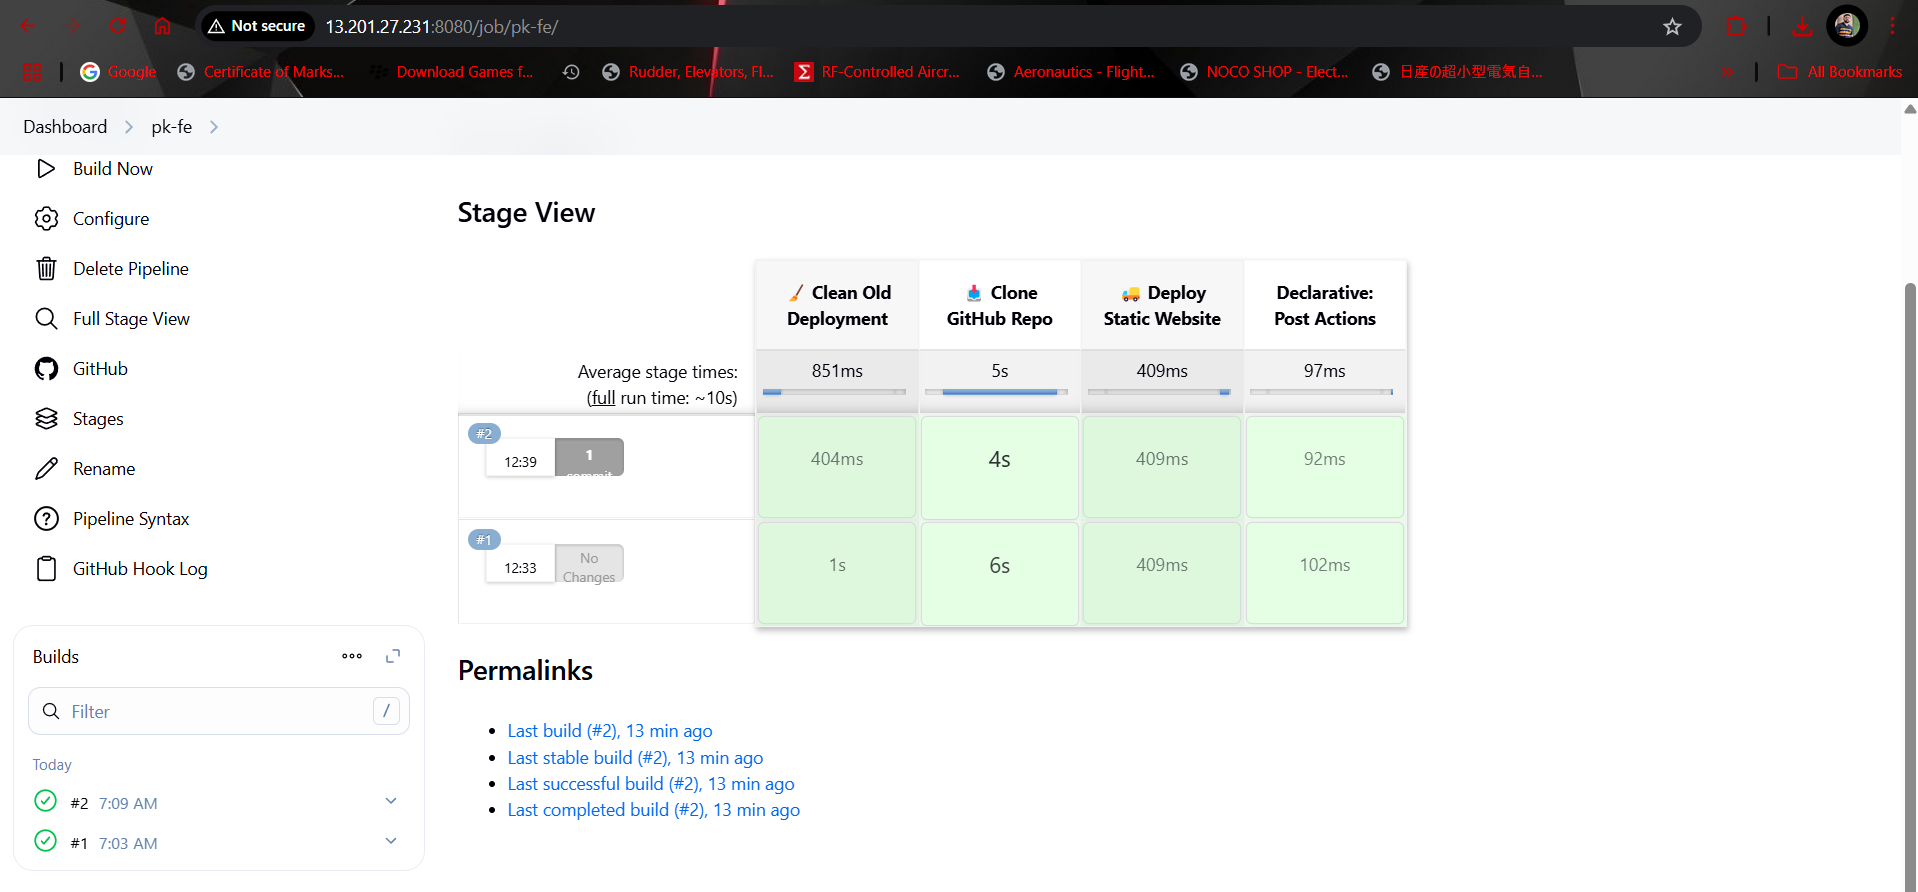 Not secure
13.201.27.231:8080/job/pk-fe/
Google
Certificate of Marks...
Download Games f...
Rudder, Elevators, Fl...
RF-Controlled Aircr...
Aeronautics - Flight...
NOCO SHOP - Elect...
日産の超小型電気自...
»
All Bookmarks
Dashboard
pk-fe
Build Now
Configure
Delete Pipeline
Full Stage View
GitHub
Stages
Rename
Pipeline Syntax
GitHub Hook Log
Builds
Filter
/
Today
#2 7:09 AM
#1 7:03 AM
Stage View
Clean Old
Deployment
Clone
GitHub Repo
Deploy
Static Website
Declarative:
Post Actions
Average stage times:
(full run time: ~10s)
851ms
5s
409ms
97ms
#2
12:39
1
commit
404ms
4s
409ms
92ms
#1
12:33
No
Changes
1s
6s
409ms
102ms
Permalinks
Last build (#2), 13 min ago
Last stable build (#2), 13 min ago
Last successful build (#2), 13 min ago
Last completed build (#2), 13 min ago